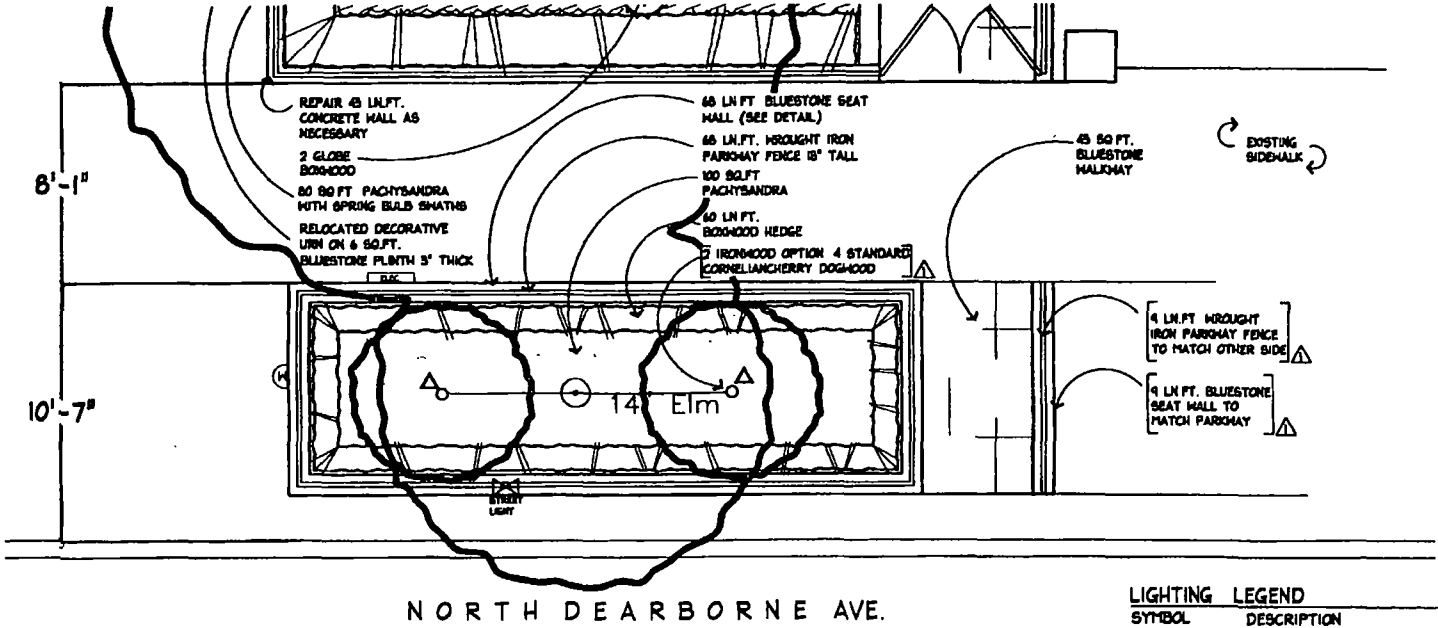 REPAIR 43 LN.FT.
CONCRETE WALL AS
NECESSARY
2 GLOBE
BOXWOOD
80 SQ FT PACHYSANDRA
WITH SPRING BULB SWATHS
RELOCATED DECORATIVE
URN ON 6 SQ.FT.
BLUESTONE PLINTH 3" THICK
ELEC
68 LN FT BLUESTONE SEAT
WALL (SEE DETAIL)
68 LN.FT. WROUGHT IRON
PARKWAY FENCE 18" TALL
100 SQ.FT
PACHYSANDRA
60 LN FT.
BOXWOOD HEDGE
2 IRONWOOD OPTION 4 STANDARD
CORNELIANCHERRY DOGWOOD
1
45 SQ FT.
BLUESTONE
WALKWAY
EXISTING
SIDEWALK
8'-1"
10'-7"
9 LN.FT WROUGHT
IRON PARKWAY FENCE
TO MATCH OTHER SIDE
1
9 LN FT. BLUESTONE
SEAT WALL TO
MATCH PARKWAY
1
W
14" Elm
STREET
LIGHT
NORTH DEARBORNE AVE.
LIGHTING LEGEND
SYMBOL DESCRIPTION